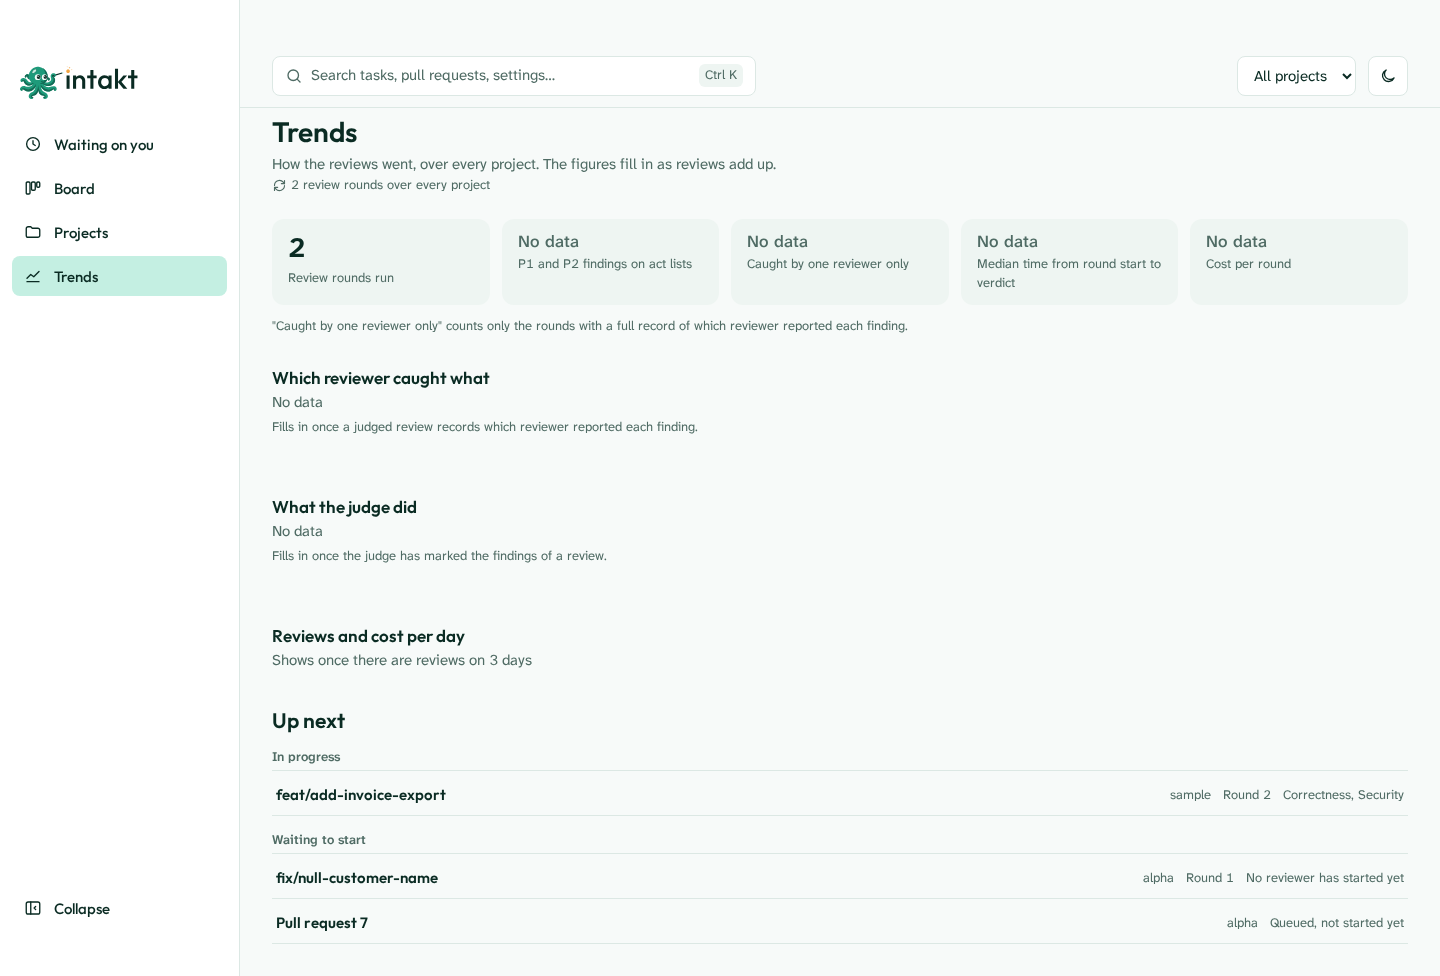 intakt
Search tasks, pull requests, settings...
Ctrl K
All projects
Waiting on you
Board
Projects
Trends
Collapse
Trends
How the reviews went, over every project. The figures fill in as reviews add up.
2 review rounds over every project
2
Review rounds run
No data
P1 and P2 findings on act lists
No data
Caught by one reviewer only
No data
Median time from round start to
verdict
No data
Cost per round
"Caught by one reviewer only" counts only the rounds with a full record of which reviewer reported each finding.
Which reviewer caught what
No data
Fills in once a judged review records which reviewer reported each finding.
What the judge did
No data
Fills in once the judge has marked the findings of a review.
Reviews and cost per day
Shows once there are reviews on 3 days
Up next
In progress
feat/add-invoice-export sample Round 2 Correctness, Security
Waiting to start
fix/null-customer-name alpha Round 1 No reviewer has started yet
Pull request 7 alpha Queued, not started yet